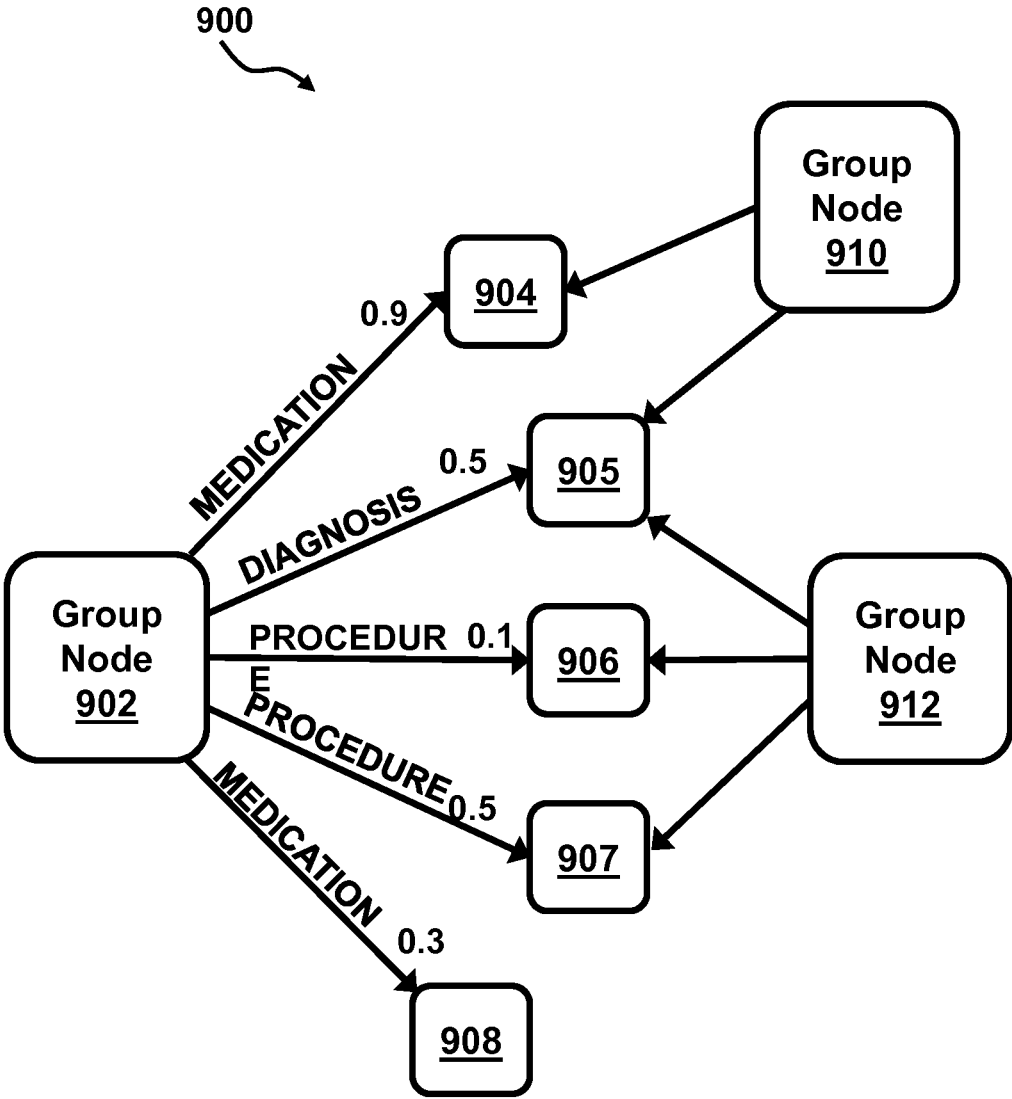 900
Group
Node
910
904
0.9
MEDICATION
905
0.5
DIAGNOSIS
Group
Node
902
PROCEDUR
E
0.1
906
Group
Node
912
PROCEDURE
0.5
907
MEDICATION
0.3
908